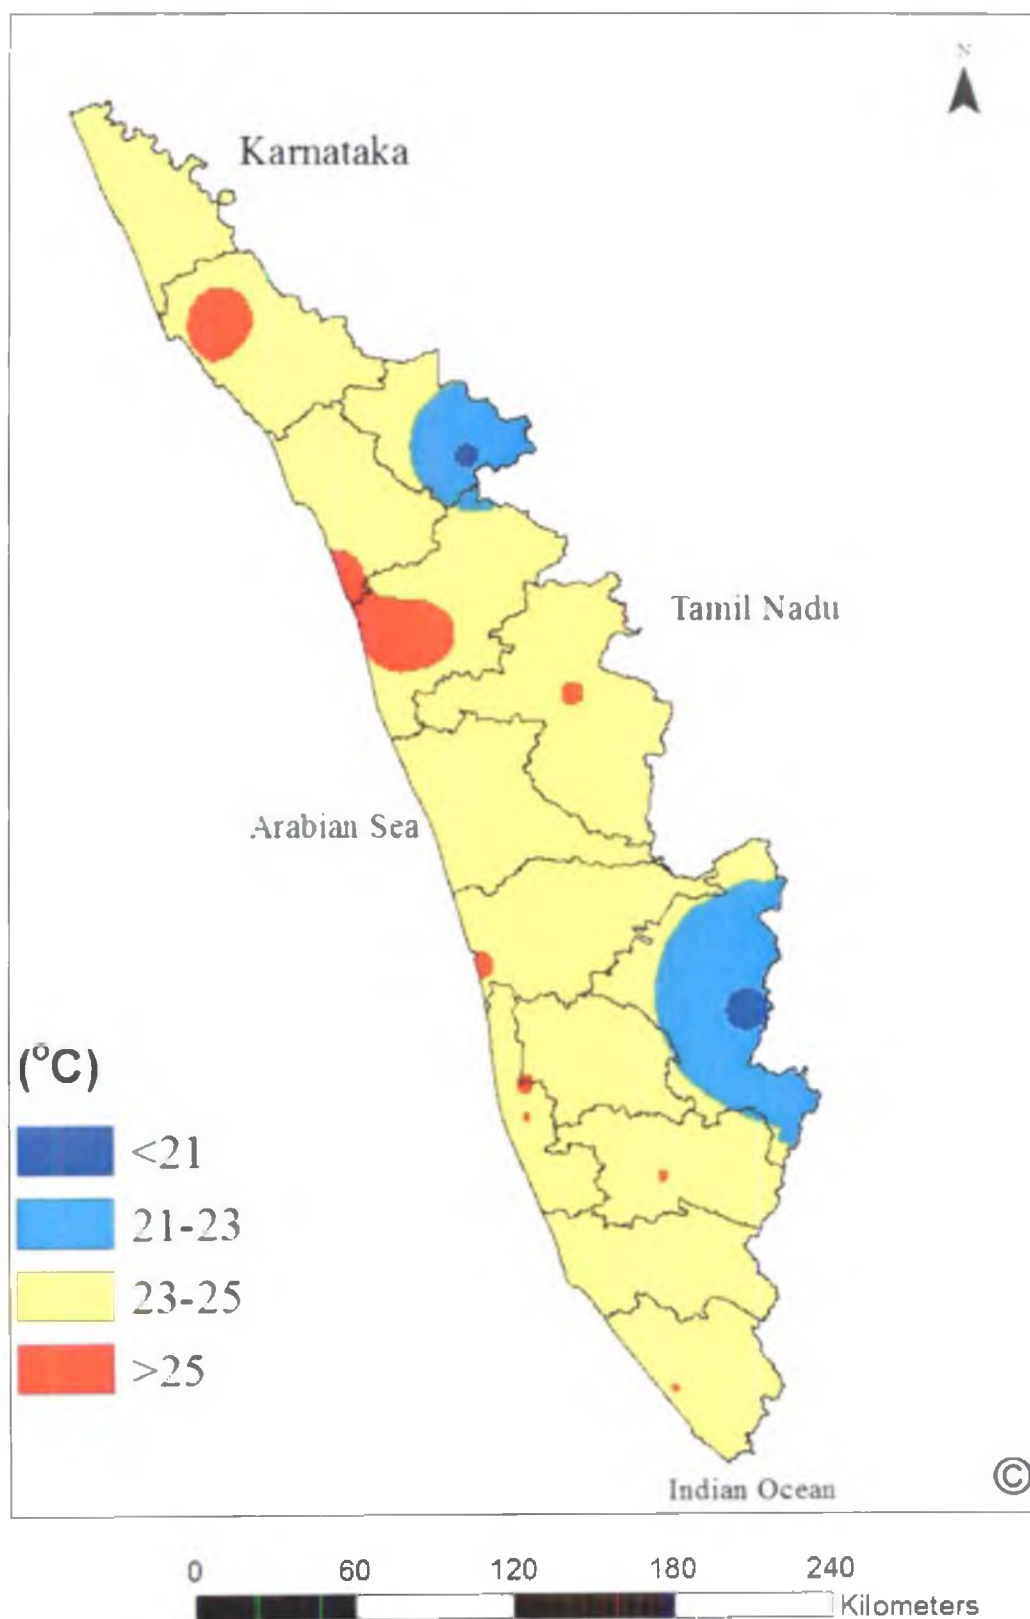 N
Karnataka
Tamil Nadu
Arabian Sea
(°C)
<21
21-23
23-25
>25
Indian Ocean
©
0 60 120 180 240
Kilometers